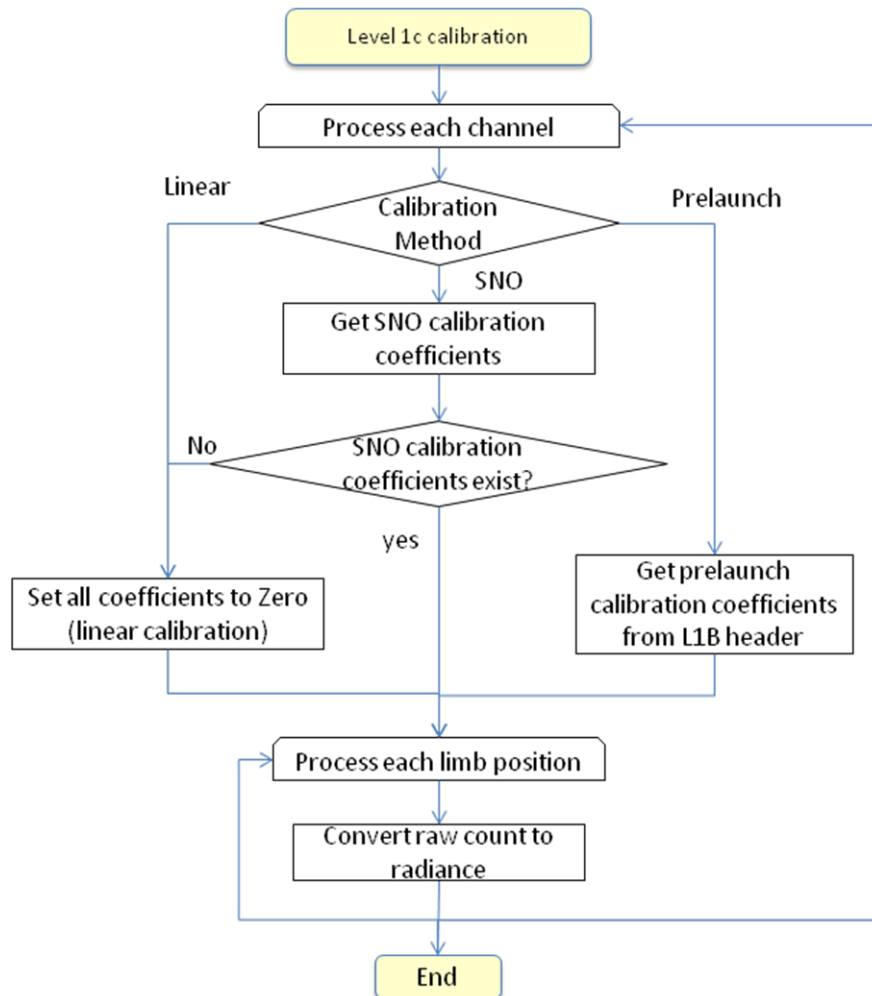 Level 1c calibration
Process each channel
Linear
Prelaunch
Calibration
Method
SNO
Get SNO calibration
coefficients
No
SNO calibration
coefficients exist?
yes
Set all coefficients to Zero
(linear calibration)
Get prelaunch
calibration coefficients
from L1B header
Process each limb position
Convert raw count to
radiance
End